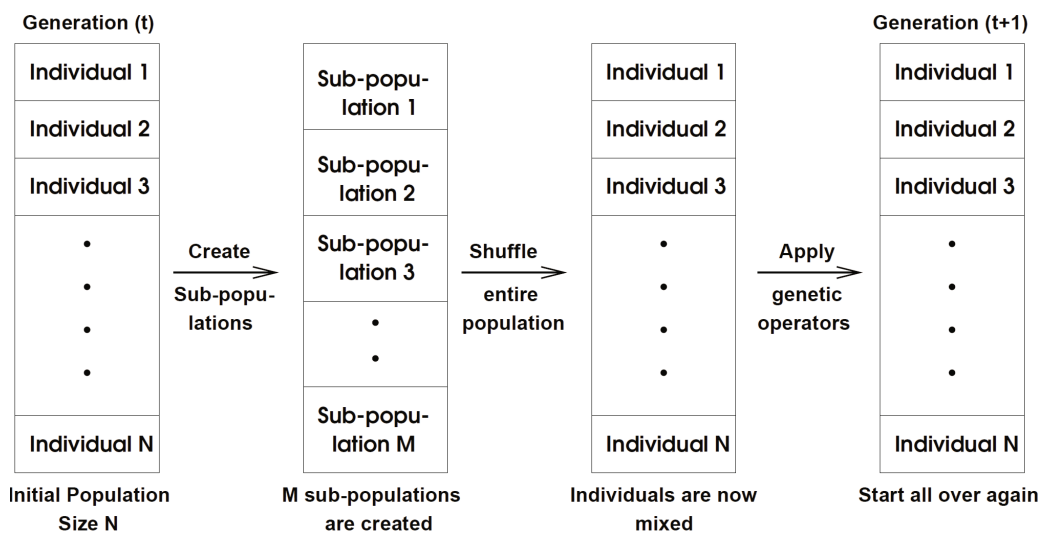 Generation (t)
Individual 1
Individual 2
Individual 3
Individual N
Initial Population
Size N
Create
Sub-popu-
lations
Sub-popu-
lation 1
Sub-popu-
lation 2
Sub-popu-
lation 3
Sub-popu-
lation M
M sub-populations
are created
Shuffle
entire
population
Individual 1
Individual 2
Individual 3
Individual N
Individuals are now
mixed
Apply
genetic
operators
Generation (t+1)
Individual 1
Individual 2
Individual 3
Individual N
Start all over again